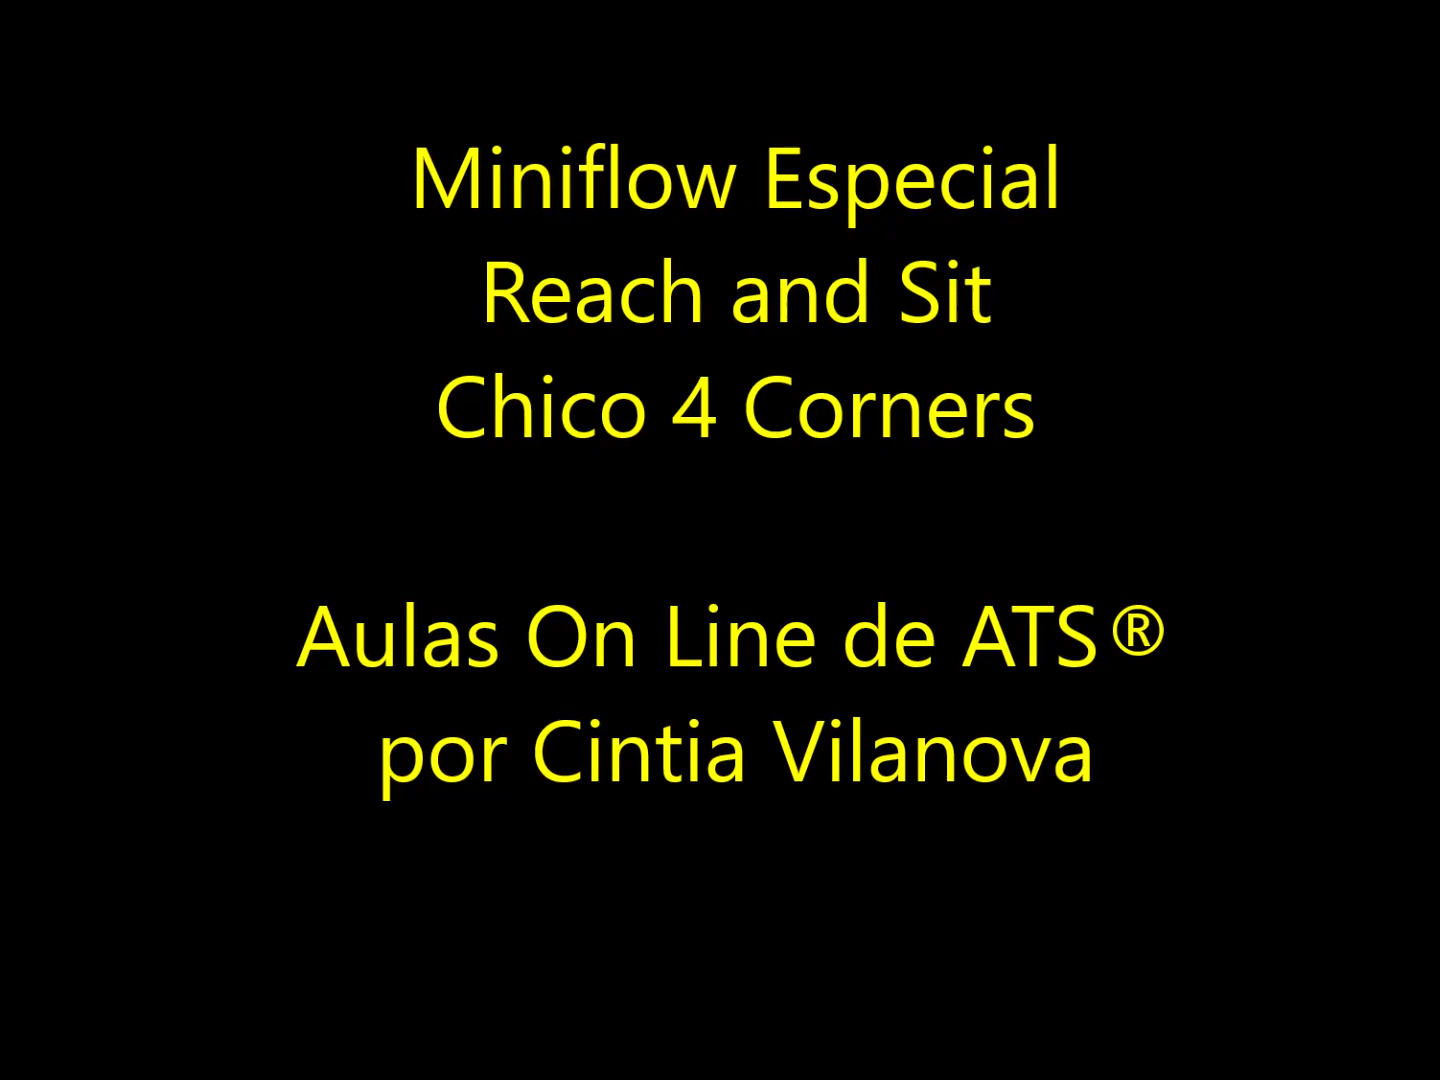 Miniflow Especial
Reach and Sit
Chico 4 Corners
Aulas On Line de ATS®
por Cintia Vilanova